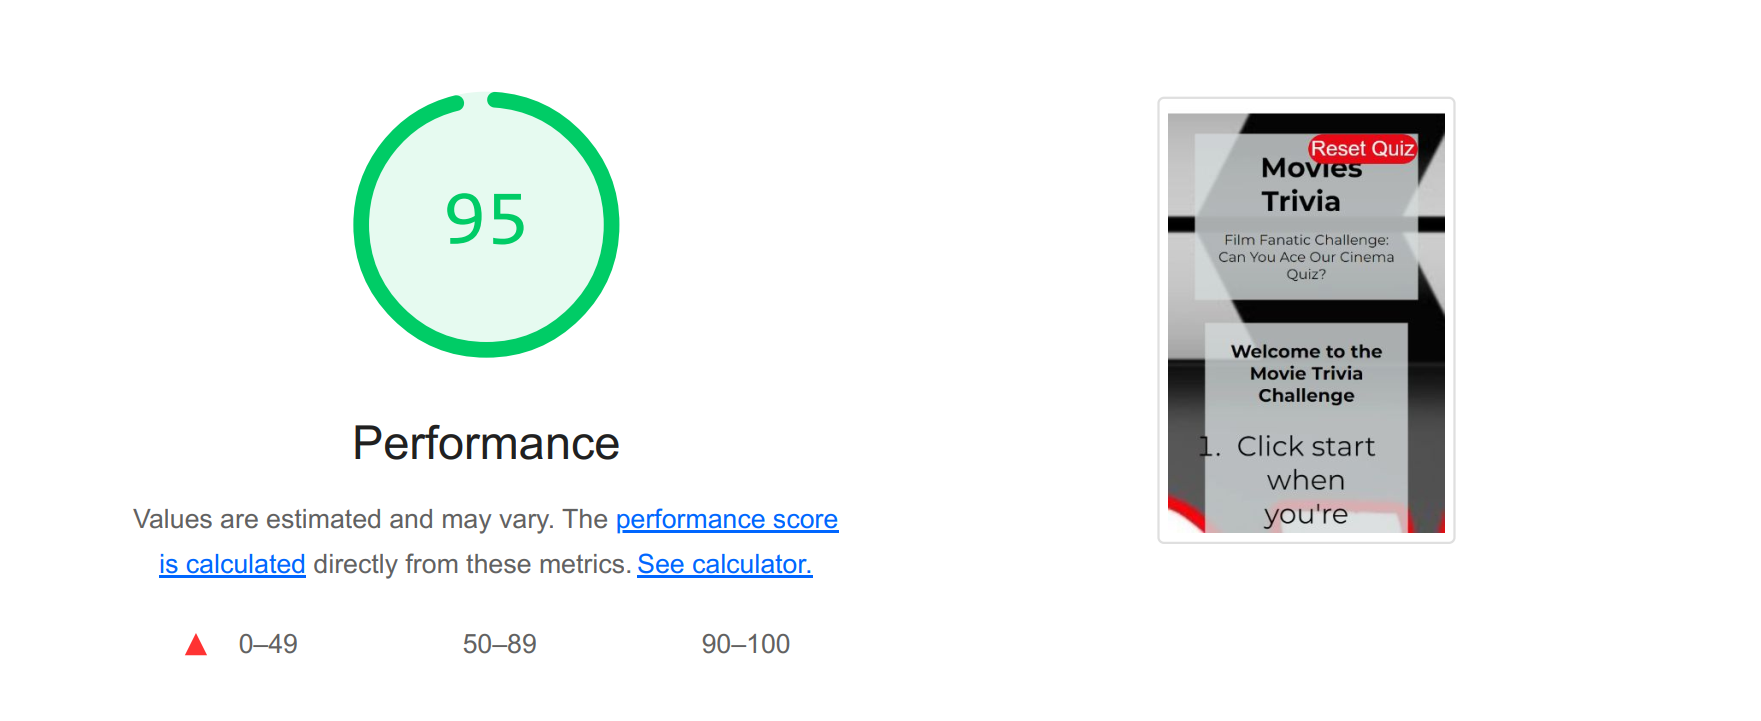 95
Performance
Values are estimated and may vary. The performance score
is calculated directly from these metrics. See calculator.
0–49
50–89
90–100
Reset Quiz
Movies
Trivia
Film Fanatic Challenge:
Can You Ace Our Cinema
Quiz?
Welcome to the
Movie Trivia
Challenge
1. Click start
when
you're